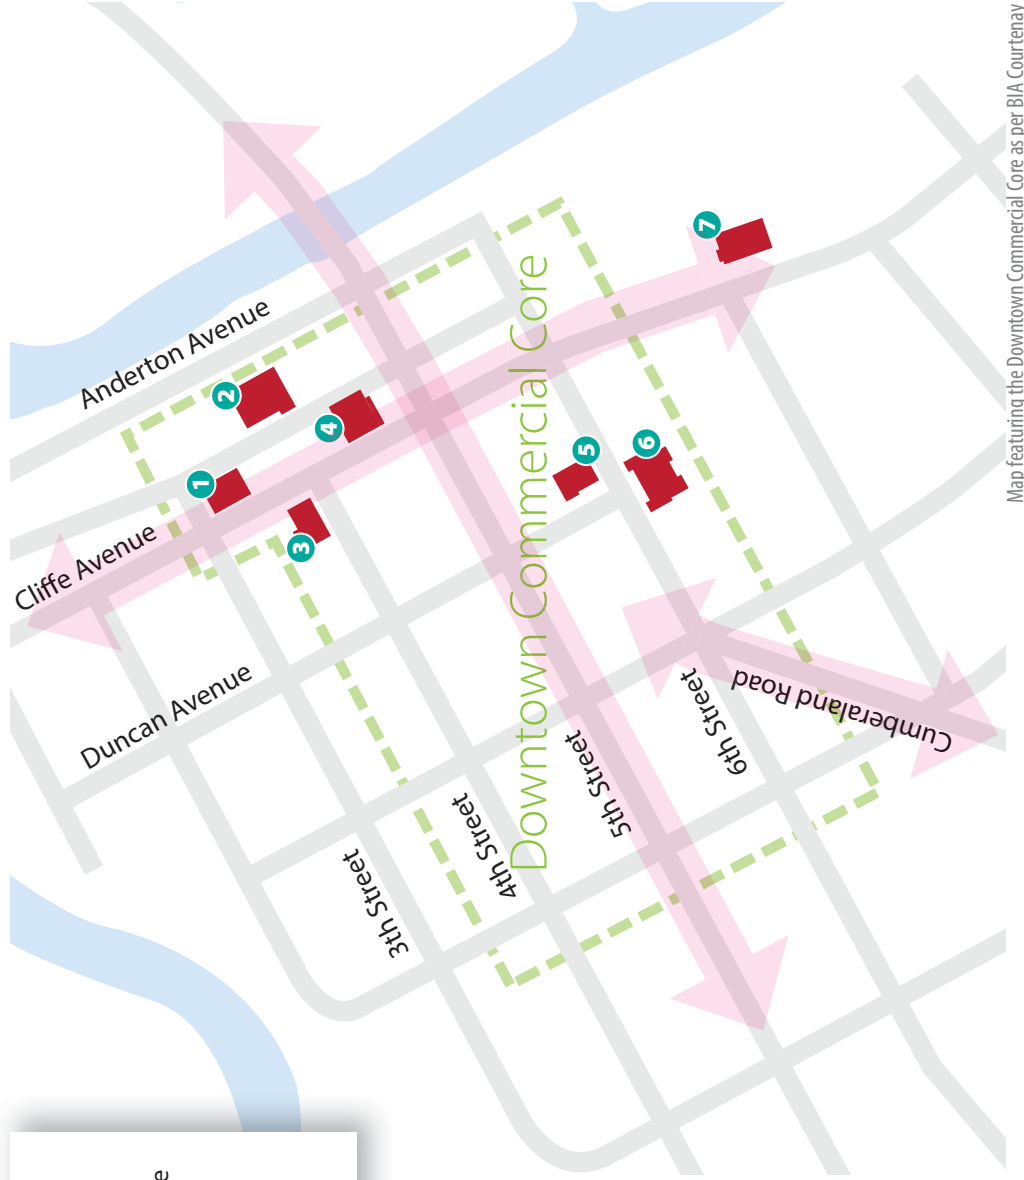 Map featuring the Downtown Commercial Core as per BIA Courtenay
Anderton Avenue
Cliffe Avenue
Duncan Avenue
Downtown Commercial Core
3th Street
4th Street
5th Street
6th Street
Cumberaland Road
1
2
3
4
5
6
7
e